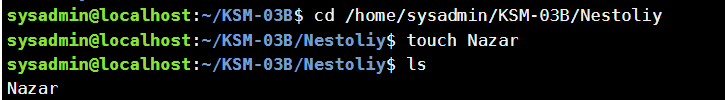 sysadmin@localhost:~/KSM-03B$ cd /home/sysadmin/KSM-03B/Nestoliy
sysadmin@localhost:~/KSM-03B/Nestoliy$ touch Nazar
sysadmin@localhost:~/KSM-03B/Nestoliy$ ls
Nazar